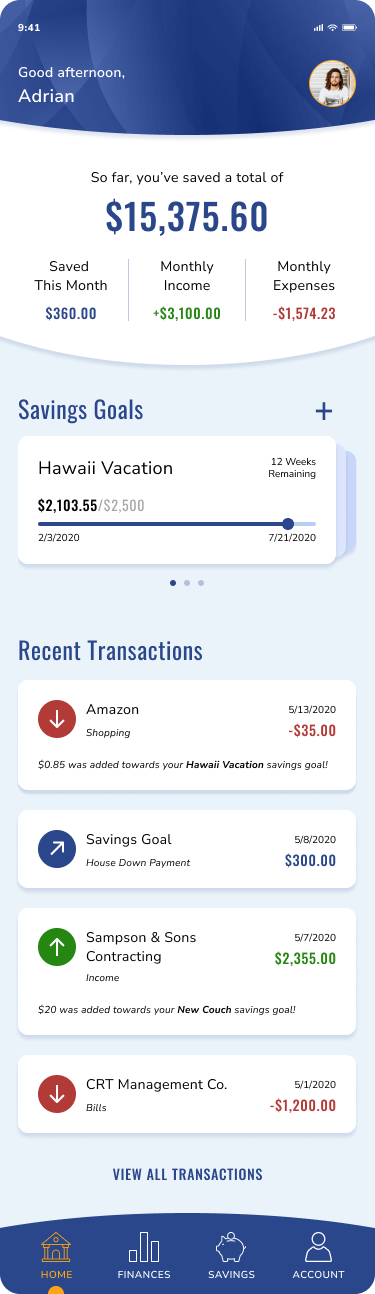 9:41
Good afternoon,
Adrian
So far, you’ve saved a total of
$15,375.60
Saved
This Month
$360.00
Monthly
Income
+$3,100.00
Monthly
Expenses
-$1,574.23
Savings Goals
+
Hawaii Vacation
12 Weeks
Remaining
$2,103.55/$2,500
2/3/2020
7/21/2020
Recent Transactions
Amazon
5/13/2020
Shopping
-$35.00
$0.85 was added towards your Hawaii Vacation savings goal!
Savings Goal
5/8/2020
House Down Payment
$300.00
Sampson & Sons
Contracting
5/7/2020
$2,355.00
Income
$20 was added towards your New Couch savings goal!
CRT Management Co.
5/1/2020
Bills
-$1,200.00
VIEW ALL TRANSACTIONS
HOME
FINANCES
SAVINGS
ACCOUNT